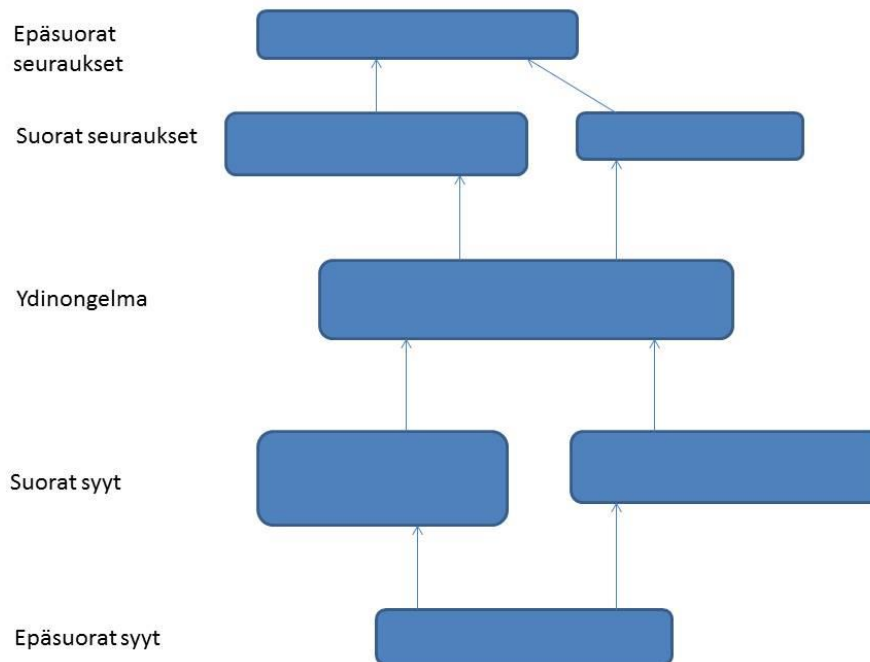 Epäsuorat
seuraukset
Suorat seuraukset
Ydinongelma
Suorat syyt
Epäsuorat syyt